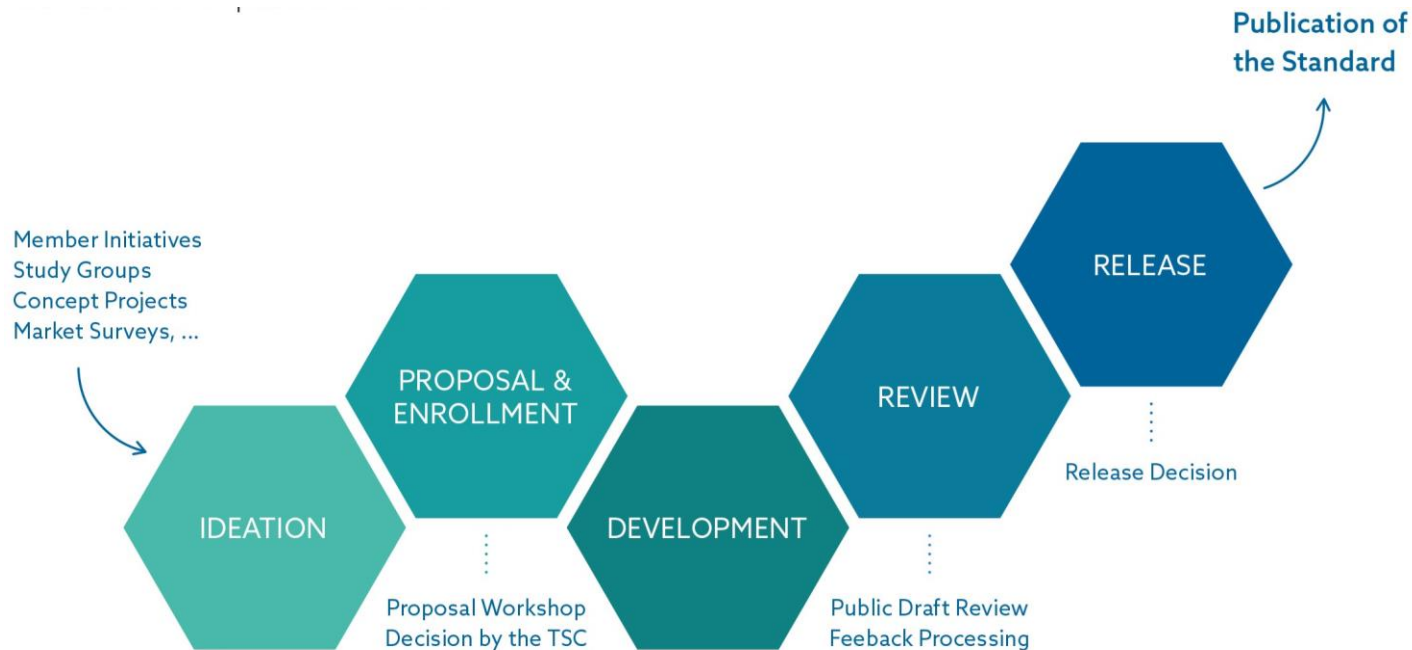 Publication of
the Standard
Member Initiatives
Study Groups
Concept Projects
Market Surveys, ...
RELEASE
PROPOSAL &
ENROLLMENT
REVIEW
Release Decision
IDEATION
DEVELOPMENT
Proposal Workshop
Decision by the TSC
Public Draft Review
Feeback Processing